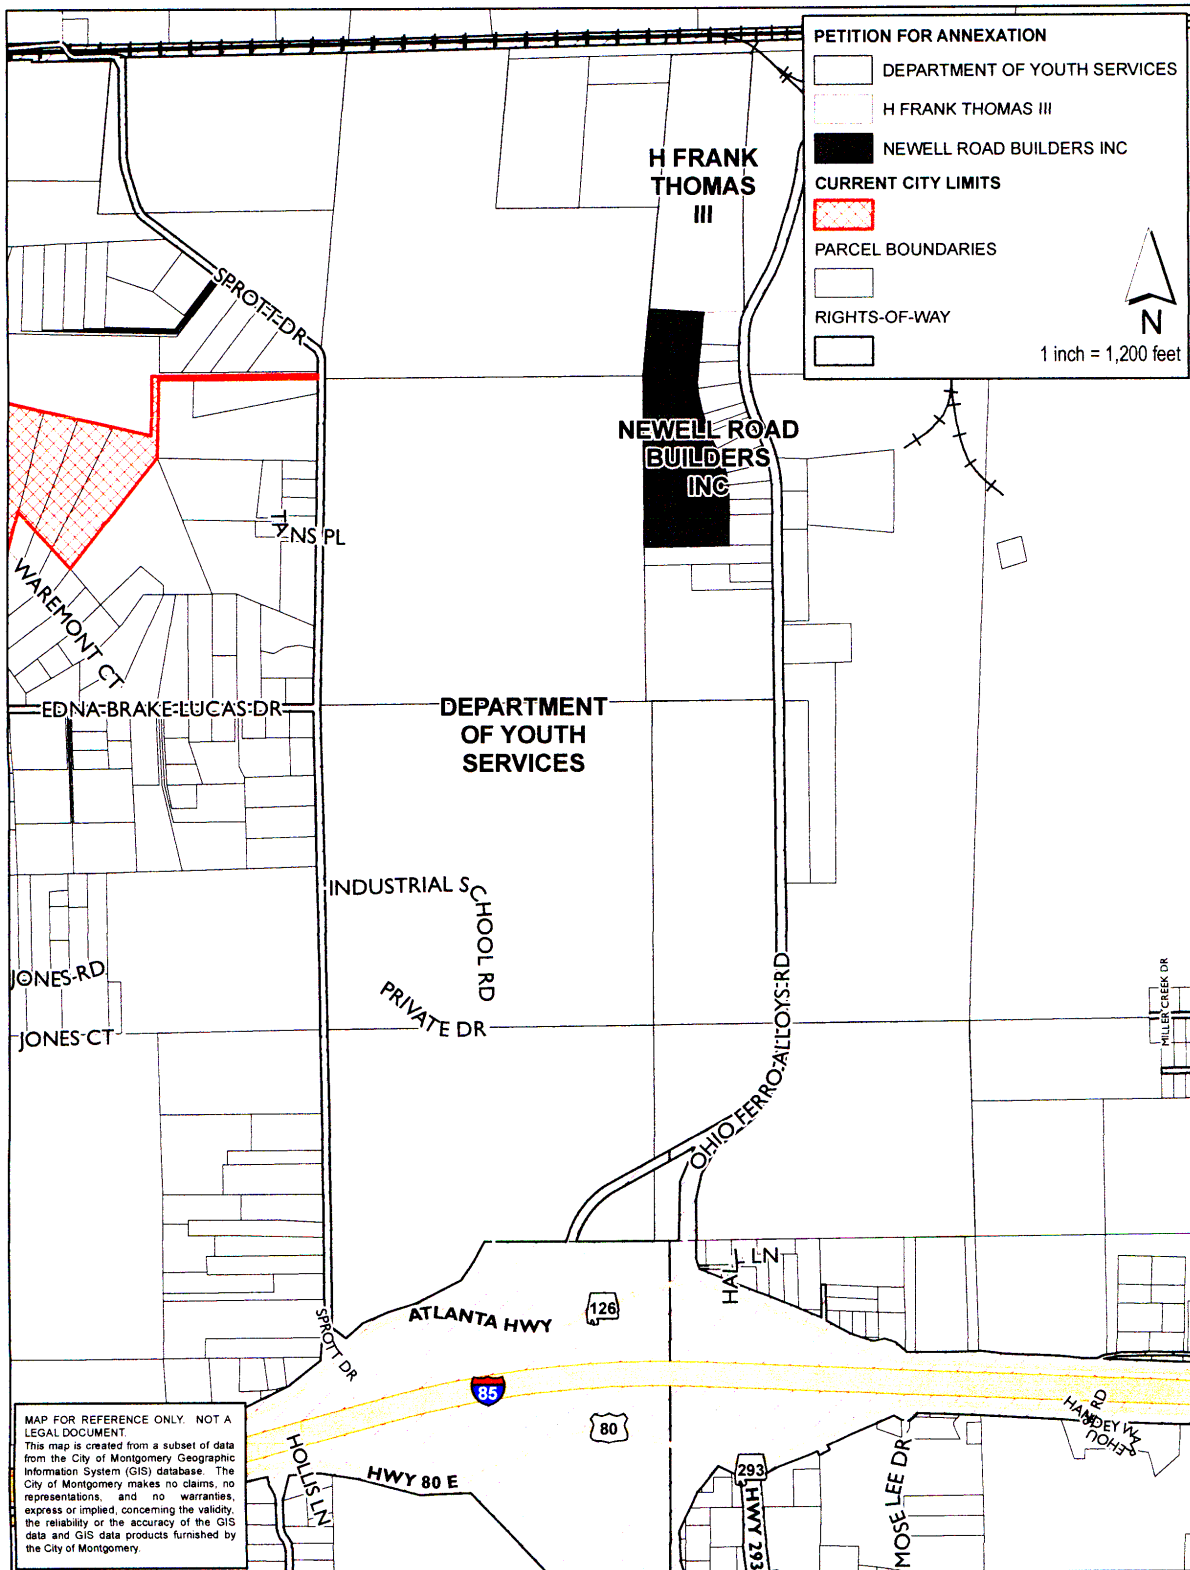 PETITION FOR ANNEXATION
DEPARTMENT OF YOUTH SERVICES
H FRANK THOMAS III
NEWELL ROAD BUILDERS INC
CURRENT CITY LIMITS
PARCEL BOUNDARIES
RIGHTS-OF-WAY
N
1 inch = 1,200 feet
H FRANK
THOMAS
III
SPROTT DR
NEWELL ROAD
BUILDERS
INC
NS PL
WAREMONT CT
EDNA BRAKE LUCAS DR
DEPARTMENT
OF YOUTH
SERVICES
INDUSTRIAL SCHOOL RD
JONES RD
PRIVATE DR
JONES CT
OHIO FERRO ALLOYS RD
MILLER CREEK DR
HALL LN
ATLANTA HWY
126
SPROTT DR
85
80
HWY 80 E
HOLLIS LN
293
HWY 293
MOSE LEE DR
RD
MAP FOR REFERENCE ONLY. NOT A
LEGAL DOCUMENT.
This map is created from a subset of data
from the City of Montgomery Geographic
Information System (GIS) database. The
City of Montgomery makes no claims, no
representations, and no warranties,
express or implied, concerning the validity,
the reliability or the accuracy of the GIS
data and GIS data products furnished by
the City of Montgomery.